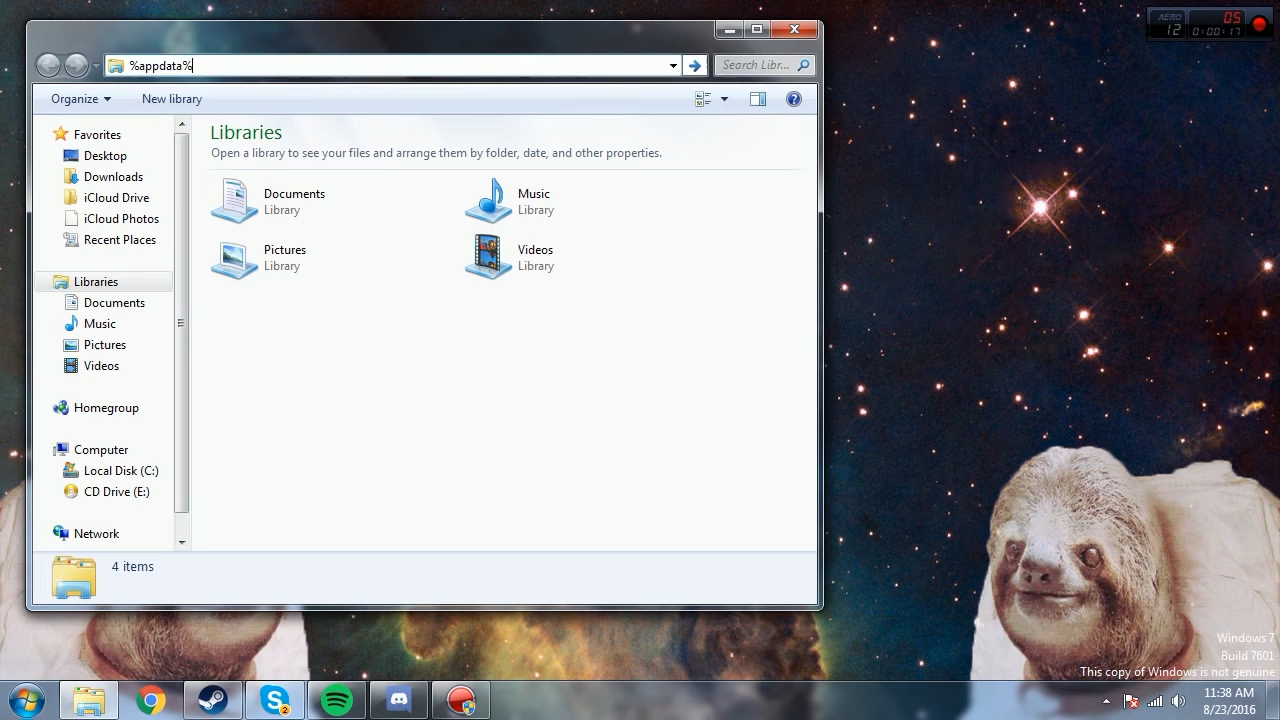 AERO
05
12
0:00:17
%appdata%
Search Libr...
Organize
New library
Favorites
Desktop
Downloads
iCloud Drive
iCloud Photos
Recent Places
Libraries
Documents
Music
Pictures
Videos
Homegroup
Computer
Local Disk (C:)
CD Drive (E:)
Network
Libraries
Open a library to see your files and arrange them by folder, date, and other properties.
Documents
Library
Music
Library
Pictures
Library
Videos
Library
4 items
Windows 7
Build 7601
This copy of Windows is not genuine
2
11:38 AM
8/23/2016